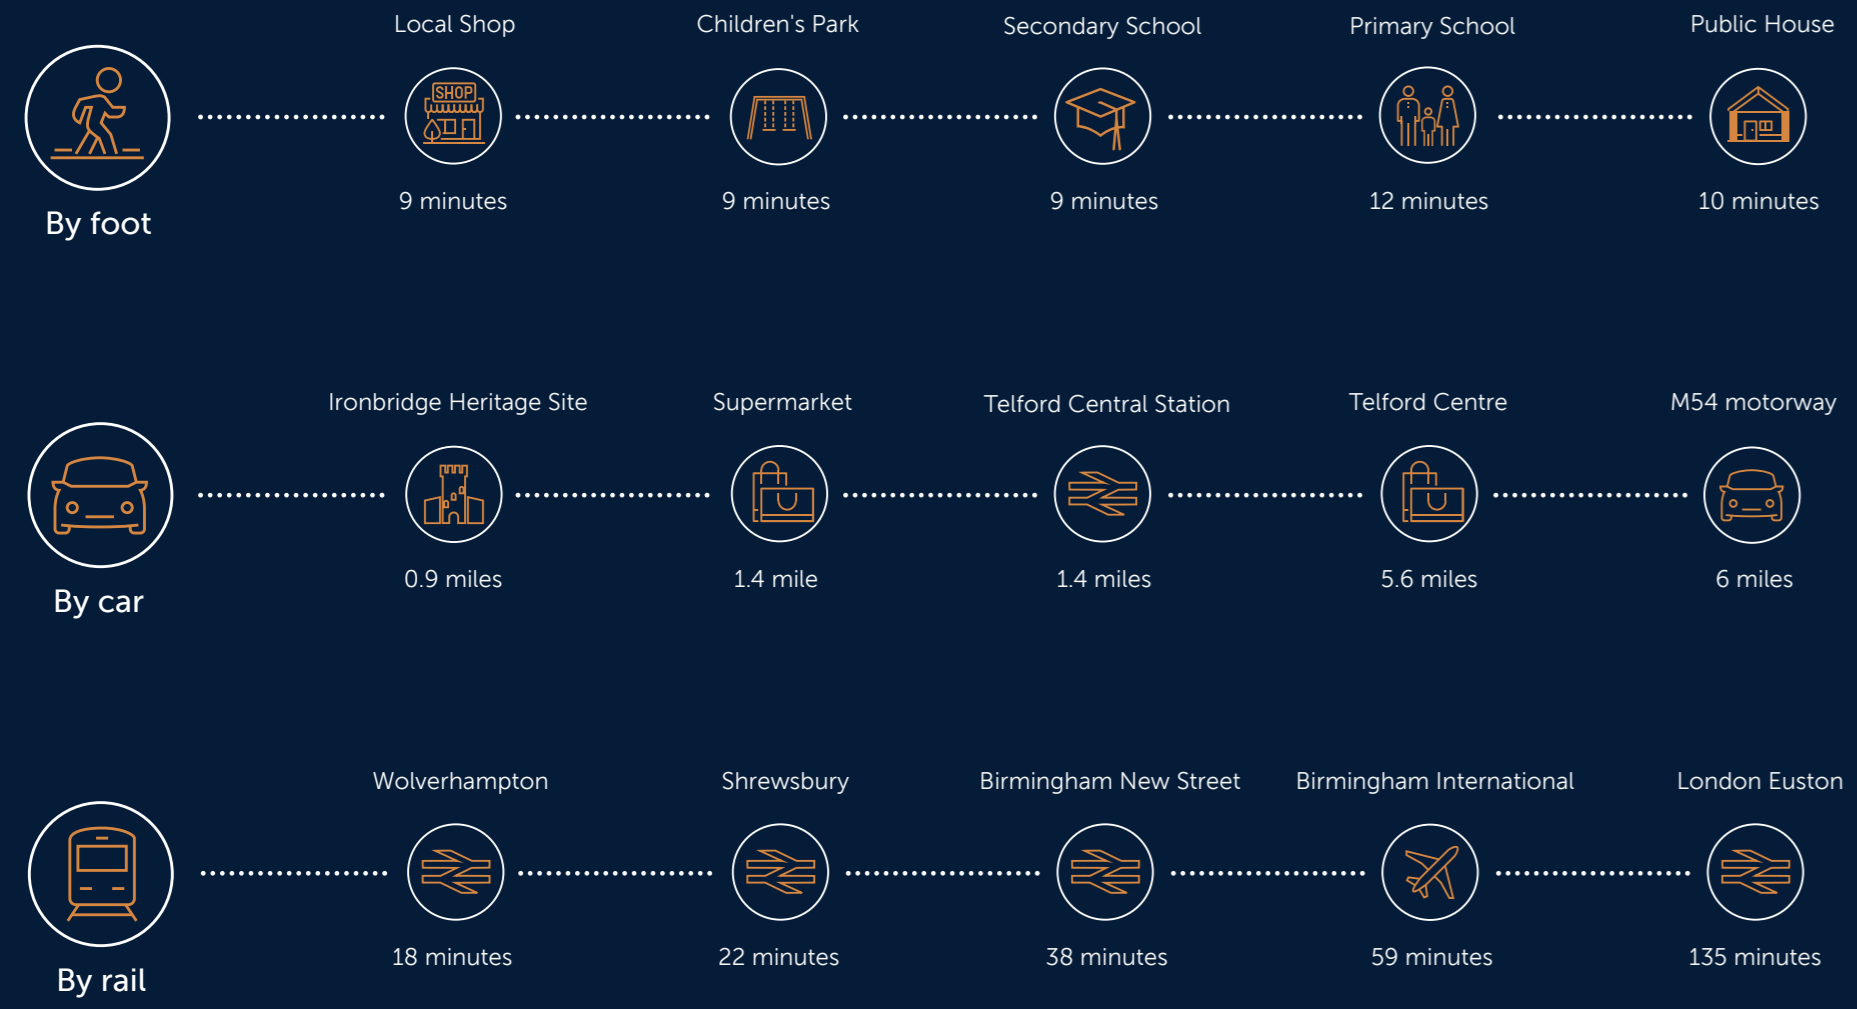 Local Shop
Children's Park
Secondary School
Primary School
Public House
SHOP
9 minutes
9 minutes
9 minutes
12 minutes
10 minutes
By foot
Ironbridge Heritage Site
Supermarket
Telford Central Station
Telford Centre
M54 motorway
0.9 miles
1.4 mile
1.4 miles
5.6 miles
6 miles
By car
Wolverhampton
Shrewsbury
Birmingham New Street
Birmingham International
London Euston
18 minutes
22 minutes
38 minutes
59 minutes
135 minutes
By rail